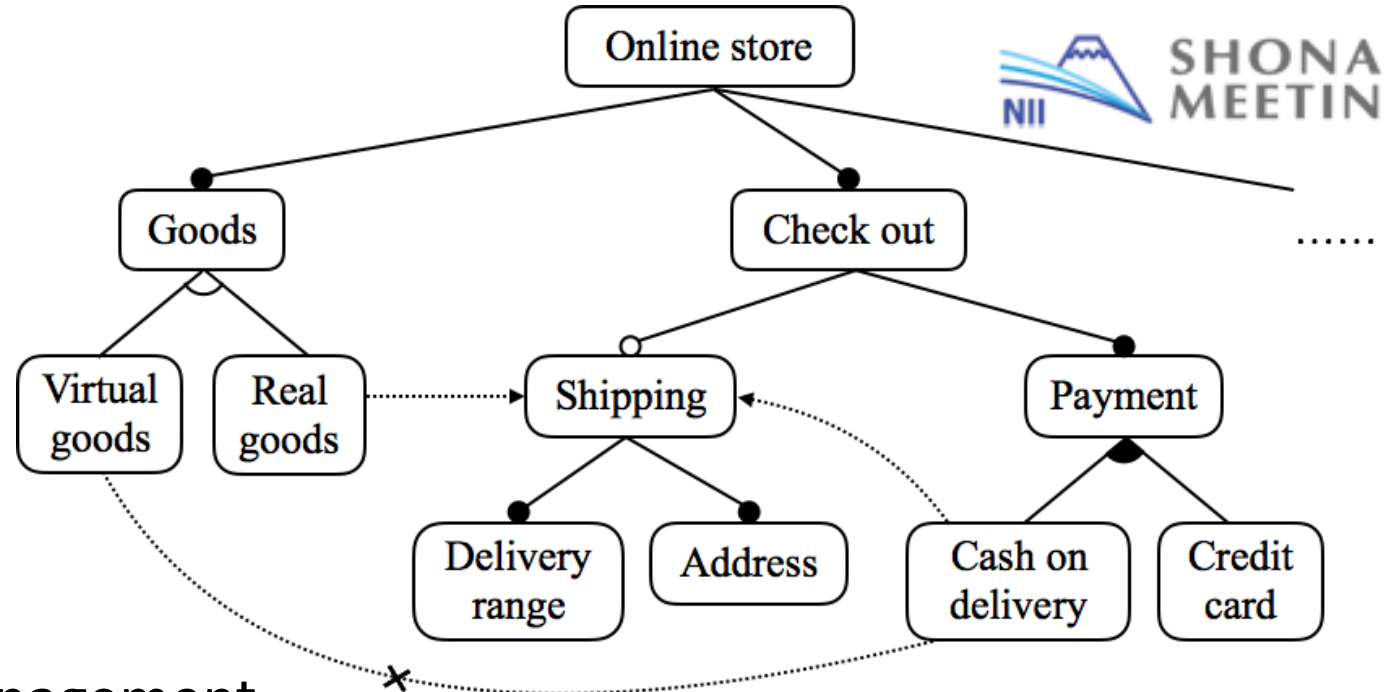 Online store
SHONA
MEETIN
NII
Goods
Check out
......
Virtual
goods
Real
goods
Shipping
Payment
Delivery
range
Address
Cash on
delivery
Credit
card